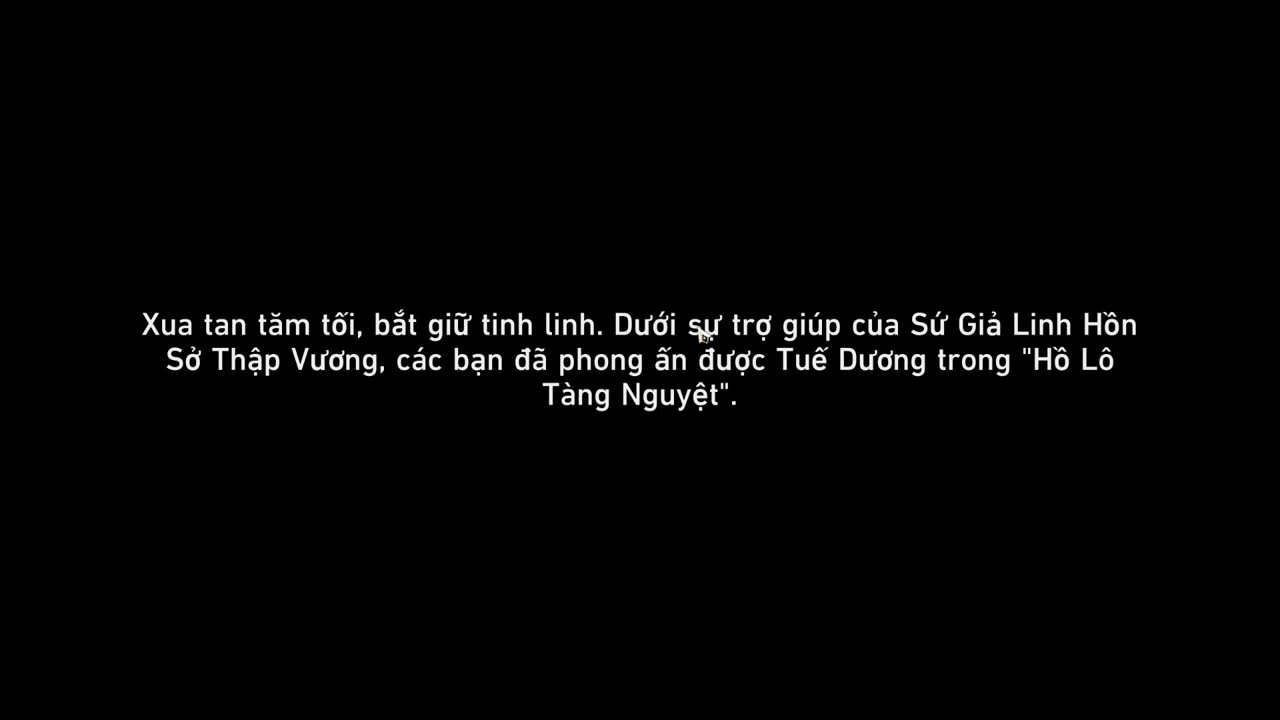 Xua tan tăm tối, bắt giữ tinh linh. Dưới sự trợ giúp của Sứ Giả Linh Hồn
Sở Thập Vương, các bạn đã phong ấn được Tuế Dương trong "Hồ Lô
Tàng Nguyệt".